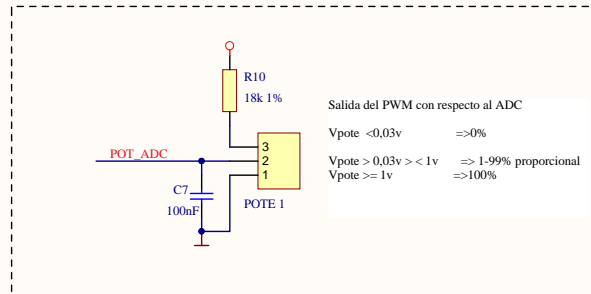 R10
18k 1%
Salida del PWM con respecto al ADC
Vpote <0,03v =>0%
3
POT_ADC
2
Vpote > 0,03v > < 1v => 1-99% proporcional
1
Vpote >= 1v =>100%
C7
100nF
POTE 1